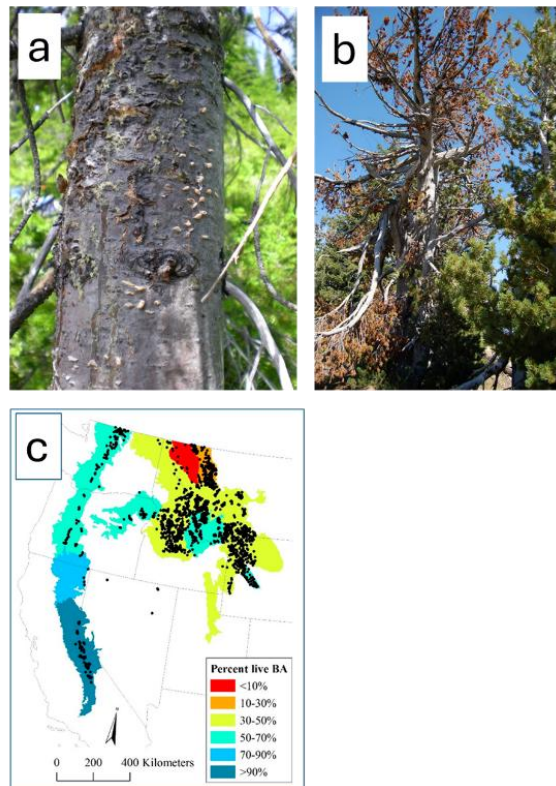 a
b
c
Percent live BA
<10%
10-30%
30-50%
50-70%
70-90%
>90%
N
0 200 400 Kilometers